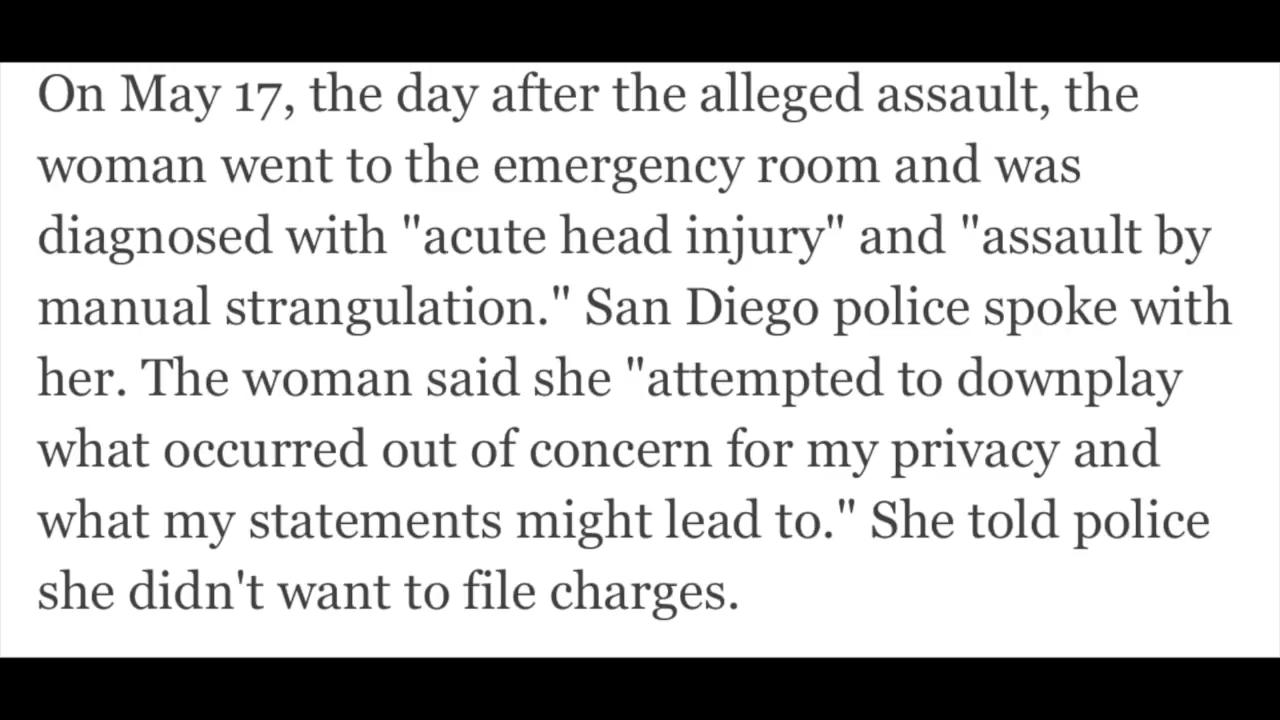 On May 17, the day after the alleged assault, the
woman went to the emergency room and was
diagnosed with "acute head injury" and "assault by
manual strangulation." San Diego police spoke with
her. The woman said she "attempted to downplay
what occurred out of concern for my privacy and
what my statements might lead to." She told police
she didn't want to file charges.